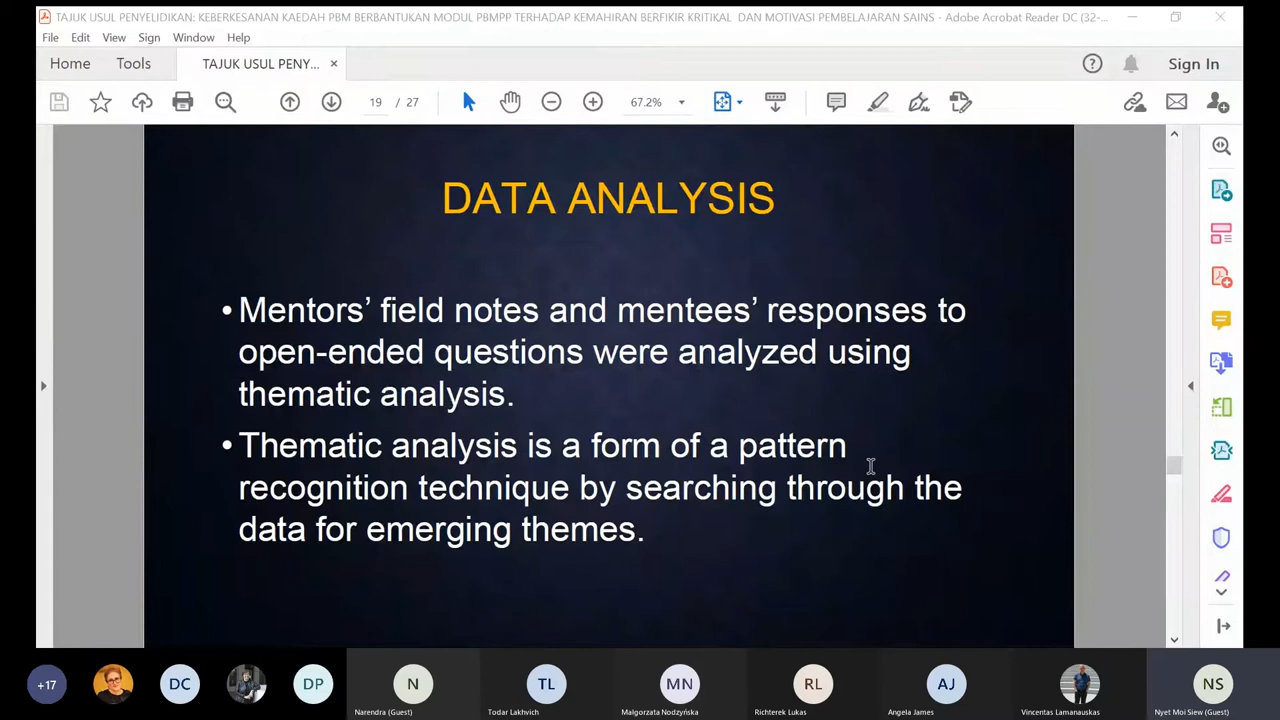 TAJUK USUL PENYELIDIKAN: KEBERKESANAN KAEDAH PBM BERBANTUKAN MODUL PBMPP TERHADAP KEMAHIRAN BERFIKIR KRITIKAL DAN MOTIVASI PEMBELAJARAN SAINS - Adobe Acrobat Reader DC (32-...
File Edit View Sign Window Help
Home Tools TAJUK USUL PENY... × Sign In
19 / 27 67.2%
DATA ANALYSIS
• Mentors’ field notes and mentees’ responses to
open-ended questions were analyzed using
thematic analysis.
• Thematic analysis is a form of a pattern
recognition technique by searching through the
data for emerging themes.
+17 DC DP N TL MN RL AJ NS
Narendra (Guest) Todar Lakhvich Małgorzata Nodzyńska Richterek Lukas Angela James Vincentas Lamanauskas Nyet Moi Siew (Guest)